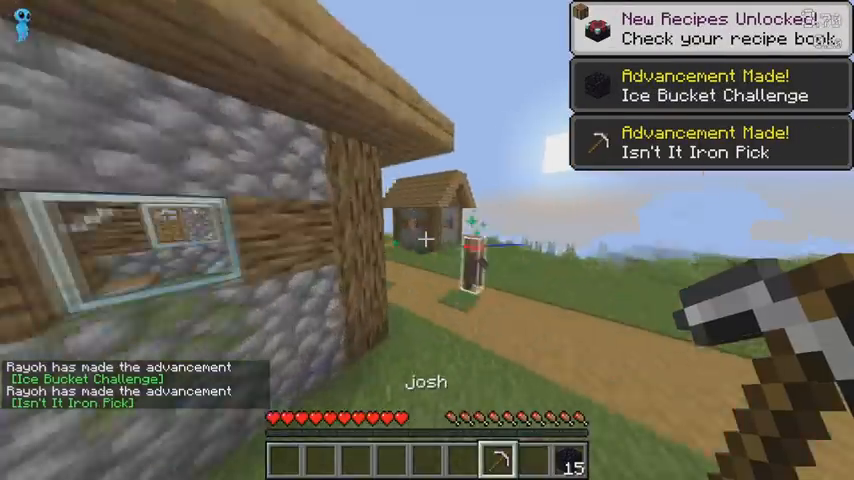 New Recipes Unlocked!
Check your recipe book
Advancement Made!
Ice Bucket Challenge
Advancement Made!
Isn't It Iron Pick
Rayoh has made the advancement
[Ice Bucket Challenge]
Rayoh has made the advancement
[Isn't It Iron Pick]
josh
15